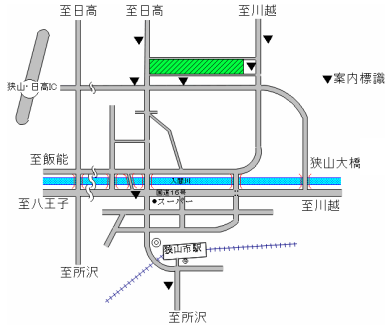 至日高
至日高
至川越
狭山・日高IC
▼案内標識
至飯能
狭山大橋
入間川
至八王子
国道16号
●スーパー
至川越
狭山市駅
至所沢
至所沢